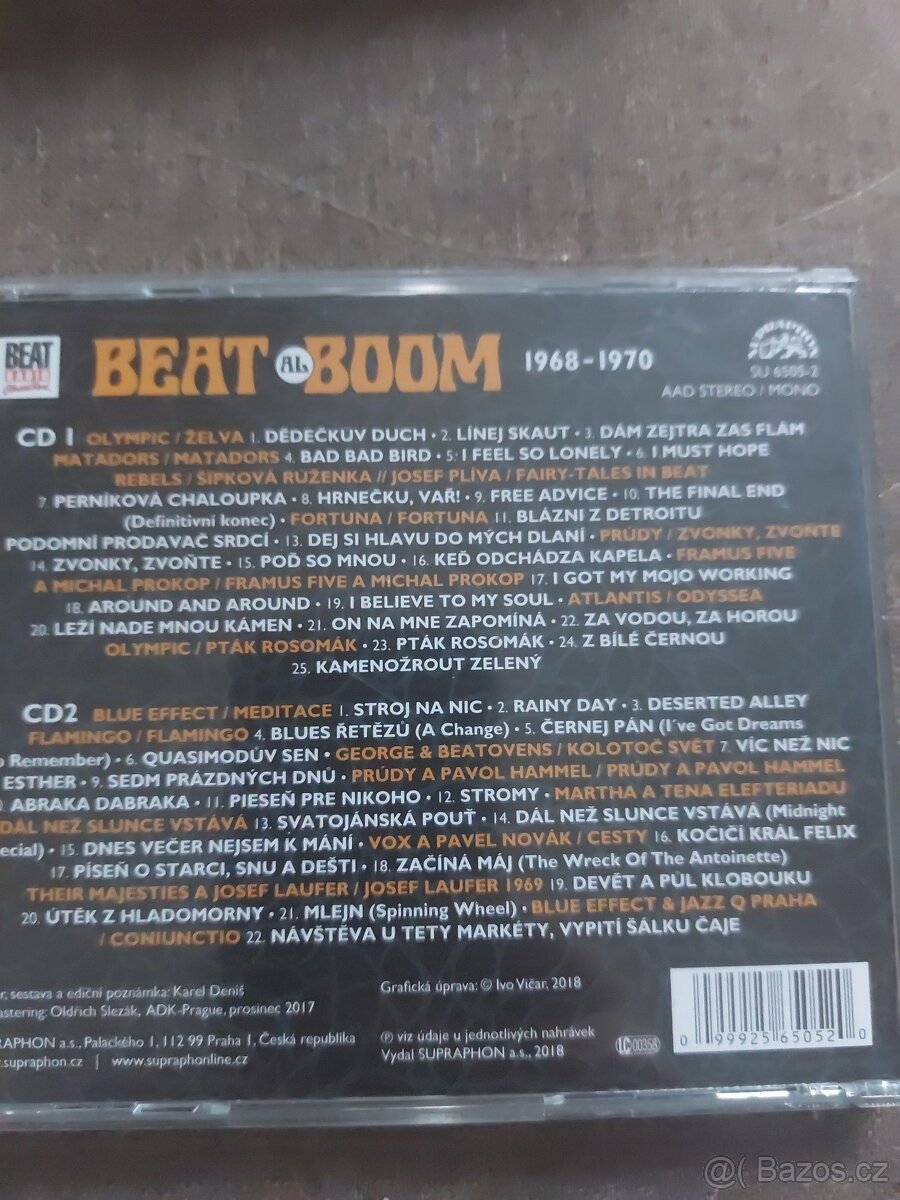 BEAT
BEAT AL BOOM 1968-1970
SUPRAPHON
SU 6505-2
AAD STEREO / MONO
CD 1 OLYMPIC / ŽELVA 1. DĚDEČKUV DUCH • 2. LÍNEJ SKAUT • 3. DÁM ZEJTRA ZAS FLÁM
MATADORS / MATADORS 4. BAD BAD BIRD • 5. I FEEL SO LONELY • 6. I MUST HOPE
REBELS / ŠÍPKOVÁ RUŽENKA // JOSEF PLÍVA / FAIRY-TALES IN BEAT
7. PERNÍKOVÁ CHALOUPKA • 8. HRNEČKU, VAŘ! • 9. FREE ADVICE • 10. THE FINAL END
(Definitivní konec) • FORTUNA / FORTUNA 11. BLÁZNI Z DETROITU
PODOMNÍ PRODAVAČ SRDCÍ • 13. DEJ SI HLAVU DO MÝCH DLANÍ • PRÚDY / ZVONKY, ZVOŇTE
14. ZVONKY, ZVOŇTE • 15. POĎ SO MNOU • 16. KEĎ ODCHÁDZA KAPELA • FRAMUS FIVE
A MICHAL PROKOP / FRAMUS FIVE A MICHAL PROKOP 17. I GOT MY MOJO WORKING
18. AROUND AND AROUND • 19. I BELIEVE TO MY SOUL • ATLANTIS / ODYSSEA
20. LEŽÍ NADE MNOU KÁMEN • 21. ON NA MNE ZAPOMÍNÁ • 22. ZA VODOU, ZA HOROU
OLYMPIC / PTÁK ROSOMÁK • 23. PTÁK ROSOMÁK • 24. Z BÍLÉ ČERNOU
25. KAMENOŽROUT ZELENÝ
CD2 BLUE EFFECT / MEDITACE 1. STROJ NA NIC • 2. RAINY DAY • 3. DESERTED ALLEY
FLAMINGO / FLAMINGO 4. BLUES ŘETĚZŮ (A Change) • 5. ČERNEJ PÁN (I´ve Got Dreams
o Remember) • 6. QUASIMODÚV SEN • GEORGE & BEATOVENS / KOLOTOČ SVĚT 7. VÍC NEŽ NIC
ESTHER • 9. SEDM PRÁZDNÝCH DNŮ • PRÚDY A PAVOL HAMMEL / PRÚDY A PAVOL HAMMEL
ABRAKA DABRAKA • 11. PIESEŇ PRE NIKOHO • 12. STROMY • MARTHA A TENA ELEFTERIADU
DÁL NEŽ SLUNCE VSTÁVÁ 13. SVATOJÁNSKÁ POUŤ • 14. DÁL NEŽ SLUNCE VSTÁVÁ (Midnight
ecial) • 15. DNES VEČER NEJSEM K MÁNÍ • VOX A PAVEL NOVÁK / CESTY 16. KOČIČÍ KRÁL FELIX
17. PÍSEŇ O STARCI, SNU A DEŠTI • 18. ZAČÍNÁ MÁJ (The Wreck Of The Antoinette)
THEIR MAJESTIES A JOSEF LAUFER / JOSEF LAUFER 1969 19. DEVĚT A PŮL KLOBOUKU
20. ÚTĚK Z HLADOMORNY • 21. MLEJN (Spinning Wheel) • BLUE EFFECT & JAZZ Q PRAHA
/ CONIUNCTIO 22. NÁVŠTĚVA U TETY MARKÉTY, VYPITÍ ŠÁLKU ČAJE
r, sestava a ediční poznámka: Karel Deniš
astering: Oldřich Slezák, ADK-Prague, prosinec 2017
Grafická úprava: © Ivo Vičar, 2018
PRAPHON a.s., Palackého 1, 112 99 Praha 1, Česká republika
.supraphon.cz | www.supraphonline.cz
℗ viz údaje u jednotlivých nahrávek
Vydal SUPRAPHON a.s., 2018
LC 00358
0 99925 65052 0
@( Bazoš.cz